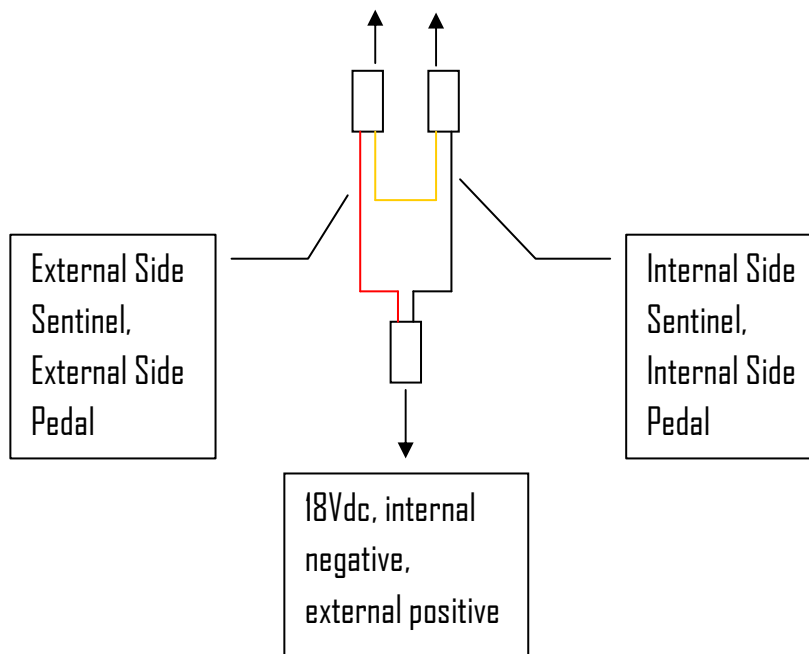 External Side
Sentinel,
External Side
Pedal
Internal Side
Sentinel,
Internal Side
Pedal
18Vdc, internal
negative,
external positive